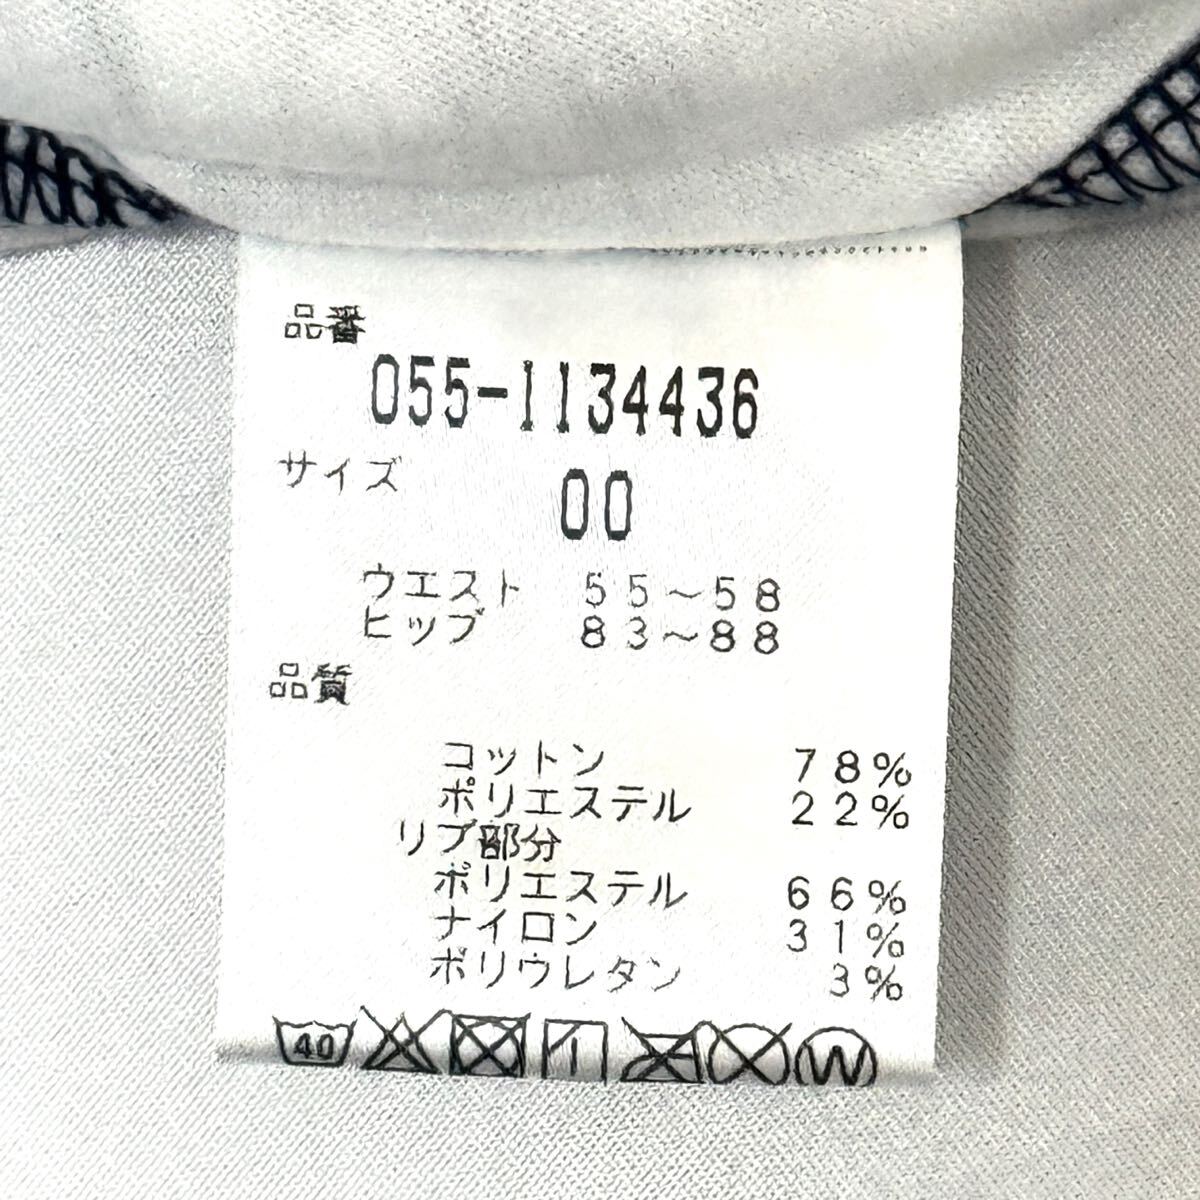 品番
055-1134436
サイズ
00
ウエスト 55～58
ヒップ 83～88
品質
コットン 78%
ポリエステル 22%
リブ部分
ポリエステル 66%
ナイロン 31%
ポリウレタン 3%
40 W